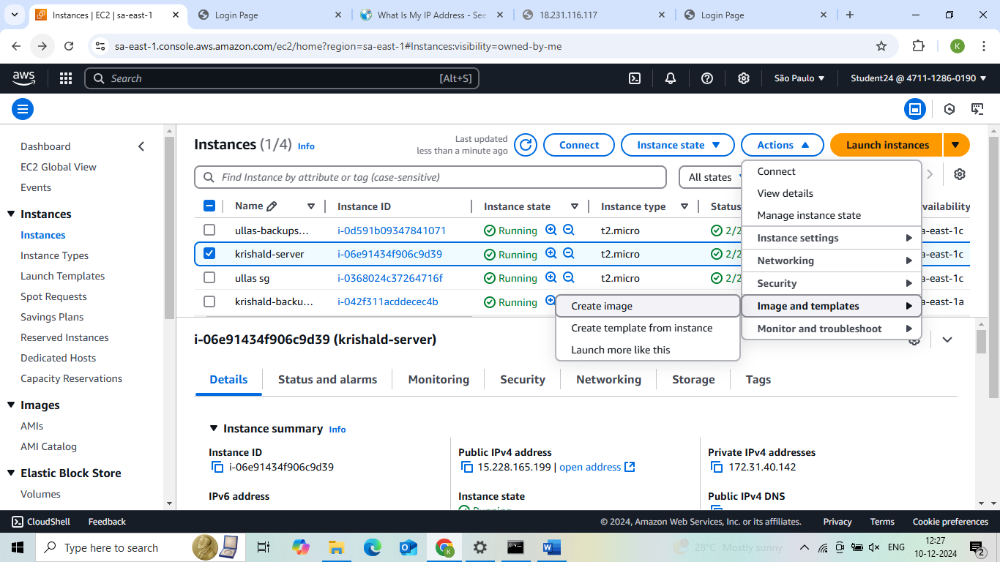 Instances | EC2 | sa-east-1
Login Page
What Is My IP Address - See
18.231.116.117
Login Page
sa-east-1.console.aws.amazon.com/ec2/home?region=sa-east-1#Instances:visibility=owned-by-me
K
aws
Search
[Alt+S]
São Paulo
Student24 @ 4711-1286-0190
Dashboard
EC2 Global View
Events
Instances
Instances
Instance Types
Launch Templates
Spot Requests
Savings Plans
Reserved Instances
Dedicated Hosts
Capacity Reservations
Images
AMIs
AMI Catalog
Elastic Block Store
Volumes
Instances (1/4) Info
Last updated
less than a minute ago
Connect
Instance state
Actions
Launch instances
Find Instance by attribute or tag (case-sensitive)
All states
Name Instance ID Instance state Instance type Status vailability
ullas-backups... i-0d591b09347841071 Running t2.micro 2/2 a-east-1c
krishald-server i-06e91434f906c9d39 Running t2.micro 2/2 a-east-1c
ullas sg i-0368024c37264716f Running t2.micro 2/2 a-east-1c
krishald-backu... i-042f311acddecec4b Running a-east-1a
Connect
View details
Manage instance state
Instance settings
Networking
Security
Image and templates
Monitor and troubleshoot
Create image
Create template from instance
Launch more like this
i-06e91434f906c9d39 (krishald-server)
Details Status and alarms Monitoring Security Networking Storage Tags
Instance summary Info
Instance ID
i-06e91434f906c9d39
Public IPv4 address
15.228.165.199 | open address
Private IPv4 addresses
172.31.40.142
IPv6 address
Instance state
Running
Public IPv4 DNS
CloudShell Feedback © 2024, Amazon Web Services, Inc. or its affiliates. Privacy Terms Cookie preferences
Type here to search
28°C Mostly sunny
ENG
12:27
10-12-2024
2